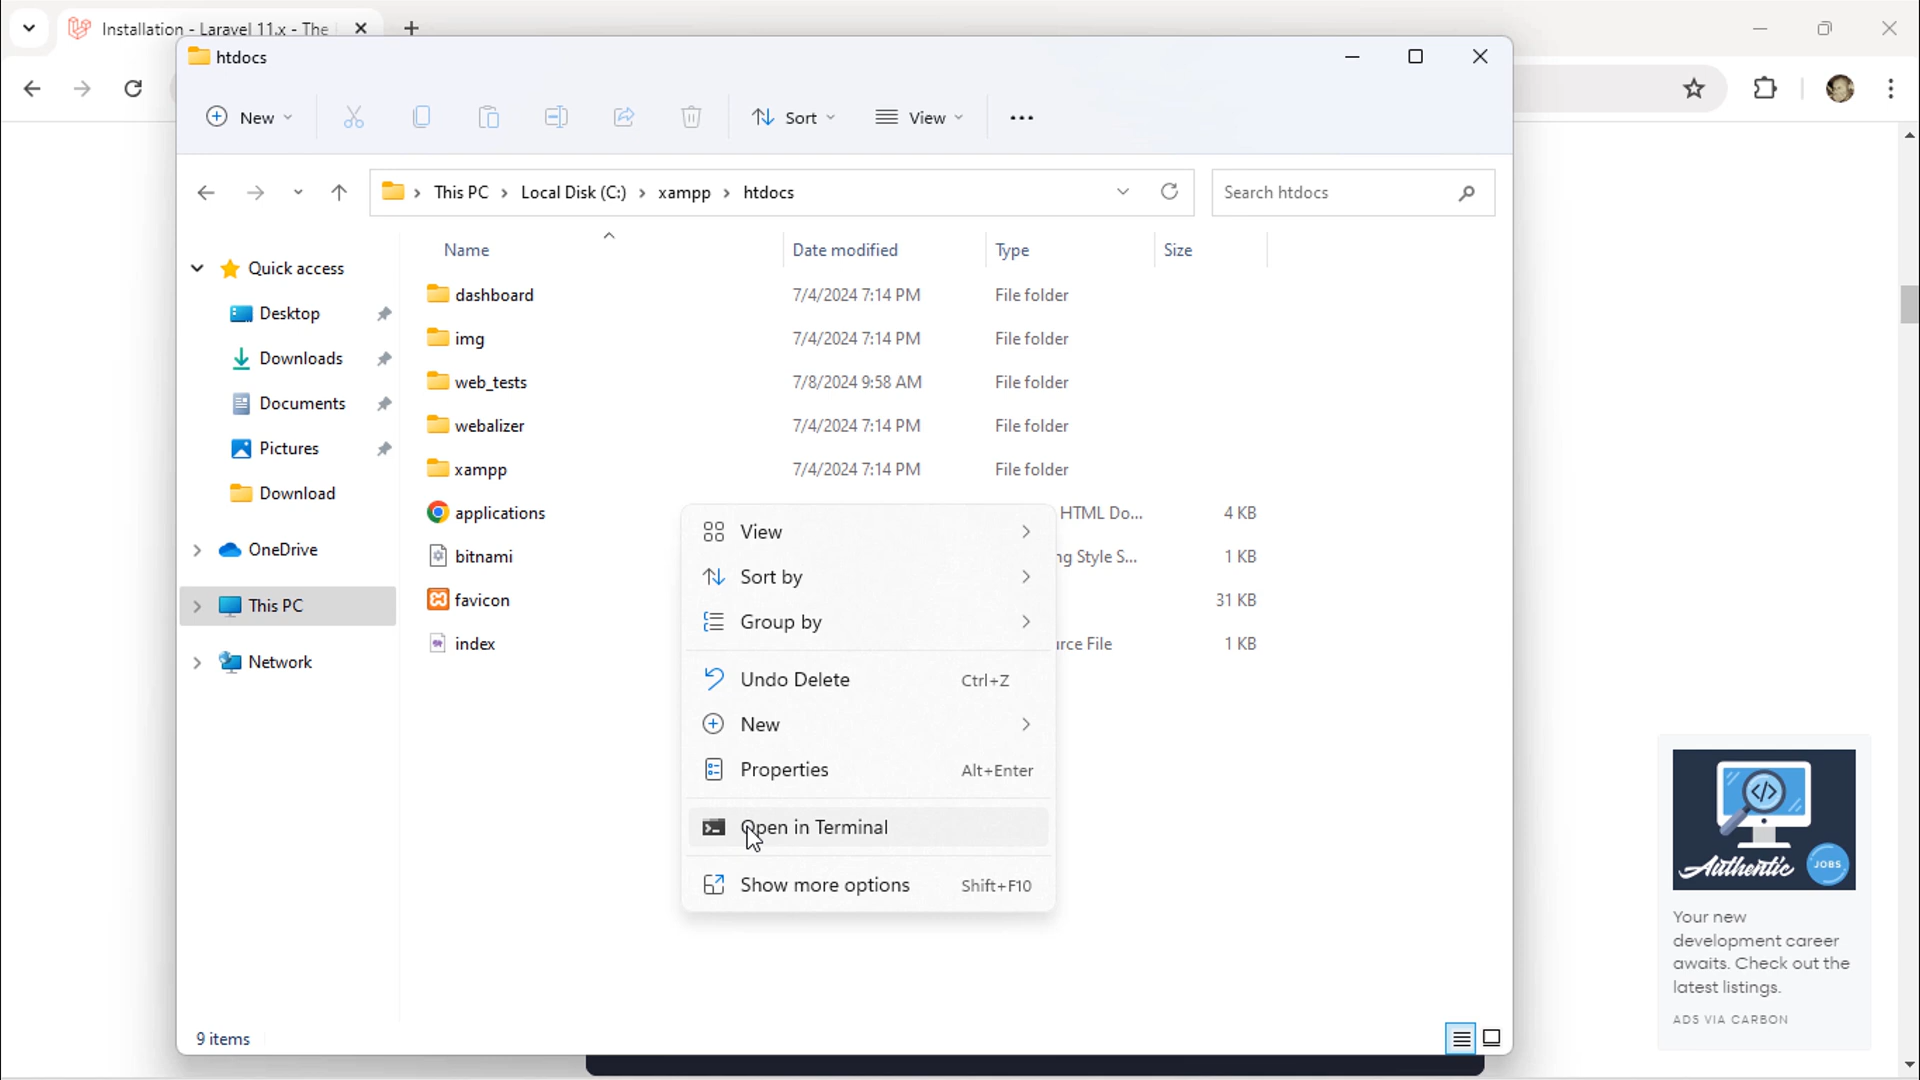 Installation - Laravel 11.x - The
htdocs
New
Sort
View
This PC
Local Disk (C:)
xampp
htdocs
Search htdocs
Name
Date modified
Type
Size
Quick access
Desktop
Downloads
Documents
Pictures
Download
OneDrive
This PC
Network
dashboard 7/4/2024 7:14 PM File folder
img 7/4/2024 7:14 PM File folder
web_tests 7/8/2024 9:58 AM File folder
webalizer 7/4/2024 7:14 PM File folder
xampp 7/4/2024 7:14 PM File folder
applications HTML Do... 4 KB
bitnami ng Style S... 1 KB
favicon 31 KB
index rce File 1 KB
View
Sort by
Group by
Undo Delete Ctrl+Z
New
Properties Alt+Enter
Open in Terminal
Show more options Shift+F10
9 items
</>
Authentic JOBS
Your new
development career
awaits. Check out the
latest listings.
ADS VIA CARBON